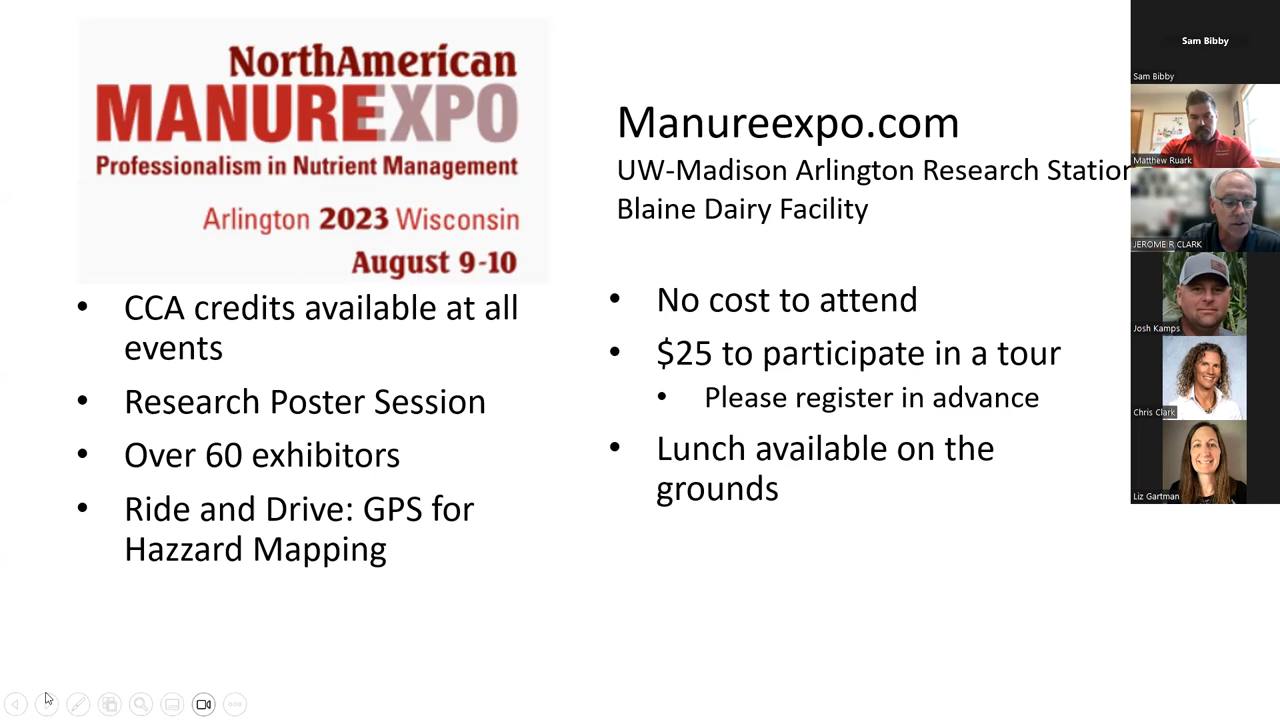 NorthAmerican
MANUREEXPO
Professionalism in Nutrient Management
Arlington 2023 Wisconsin
August 9-10
• CCA credits available at all
events
• Research Poster Session
• Over 60 exhibitors
• Ride and Drive: GPS for
Hazzard Mapping
Manureexpo.com
UW-Madison Arlington Research Station
Blaine Dairy Facility
• No cost to attend
• $25 to participate in a tour
• Please register in advance
• Lunch available on the
grounds
Sam Bibby
Sam Bibby
Matthew Ruark
JEROME R CLARK
Josh Kamps
Chris Clark
Liz Gartman